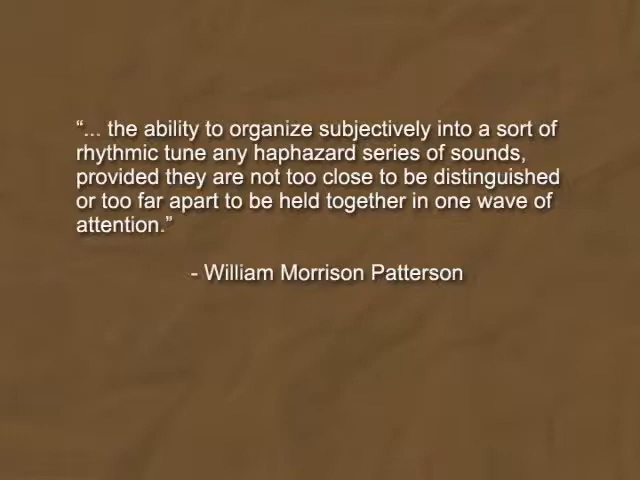 “... the ability to organize subjectively into a sort of
rhythmic tune any haphazard series of sounds,
provided they are not too close to be distinguished
or too far apart to be held together in one wave of
attention.”
- William Morrison Patterson